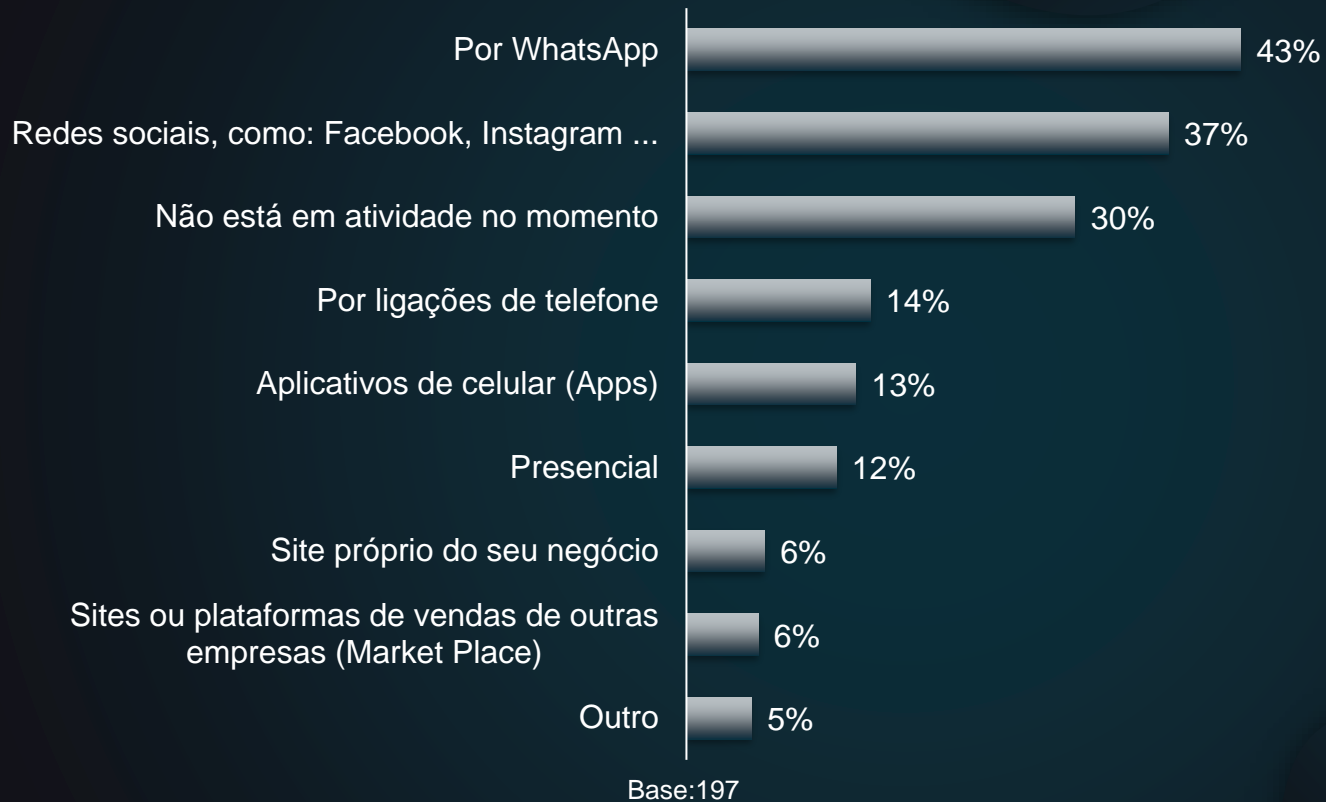 Por WhatsApp 43%
Redes sociais, como: Facebook, Instagram ... 37%
Não está em atividade no momento 30%
Por ligações de telefone 14%
Aplicativos de celular (Apps) 13%
Presencial 12%
Site próprio do seu negócio 6%
Sites ou plataformas de vendas de outras
empresas (Market Place) 6%
Outro 5%
Base:197